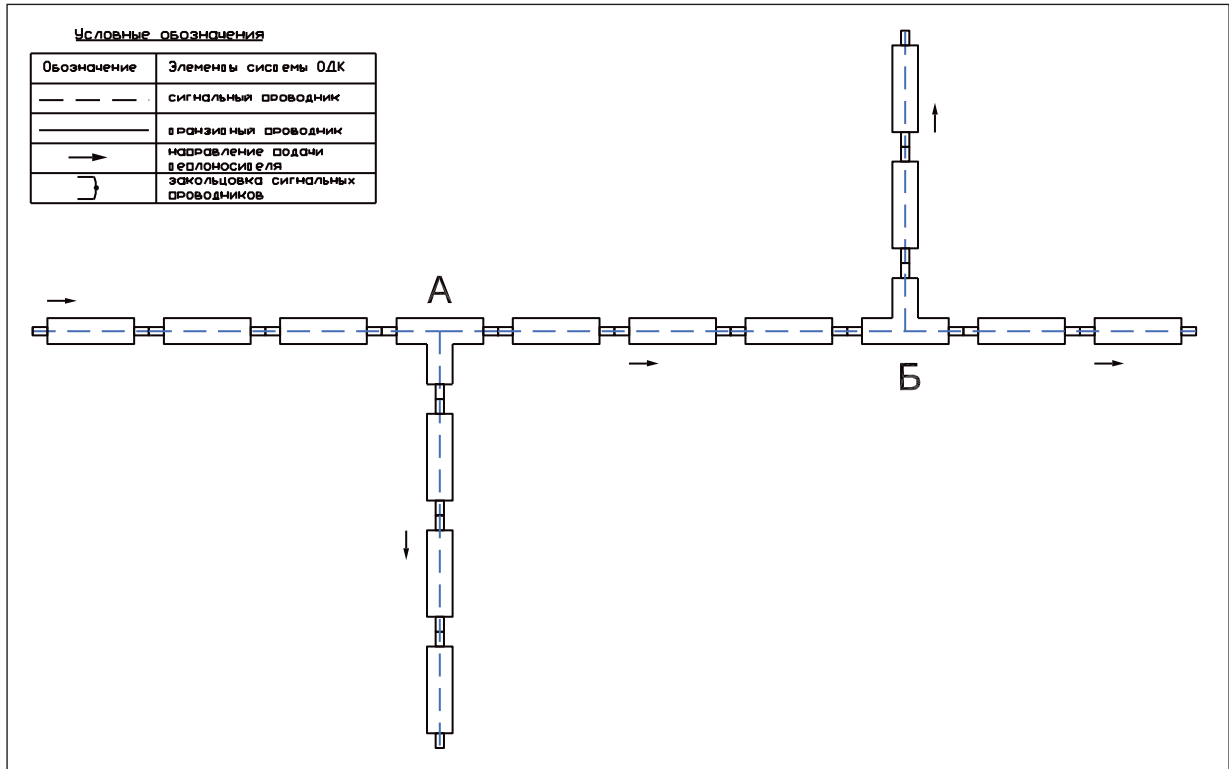 Условные обозначения
Обозначение
Элементы системы ОДК
сигнальный проводник
транзитный проводник
направление подачи
теплоносителя
закольцовка сигнальных
проводников
А
Б